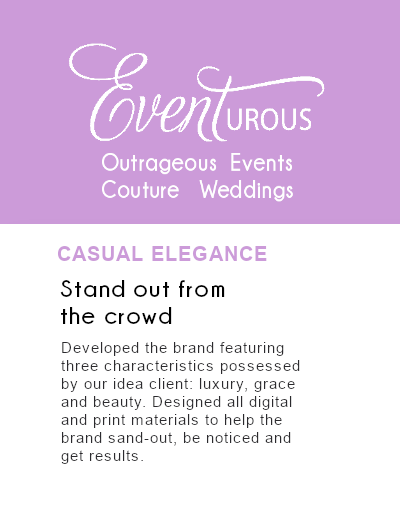 Eventurous
Outrageous Events
Couture Weddings
CASUAL ELEGANCE
Stand out from
the crowd
Developed the brand featuring
three characteristics possessed
by our idea client: luxury, grace
and beauty. Designed all digital
and print materials to help the
brand sand-out, be noticed and
get results.